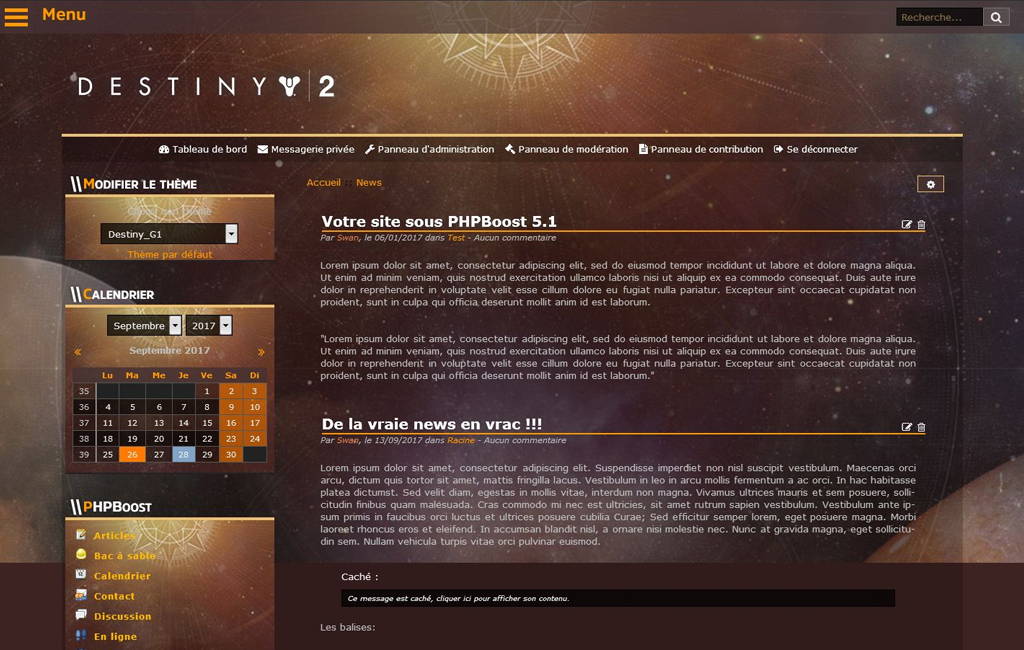 Menu
Recherche...
DESTINY 2
Tableau de bord Messagerie privée Panneau d'administration Panneau de modération Panneau de contribution Se déconnecter
Modifier le thème
Destiny_G1
Thème par défaut
Calendrier
Septembre 2017
« Septembre 2017 »
Lu Ma Me Je Ve Sa Di
35 1 2 3
36 4 5 6 7 8 9 10
37 11 12 13 14 15 16 17
38 18 19 20 21 22 23 24
39 25 26 27 28 29 30
PHPBoost
Articles
Bac à sable
Calendrier
Contact
Discussion
En ligne
Accueil News
Votre site sous PHPBoost 5.1
Par Swan, le 06/01/2017 dans Test - Aucun commentaire
Lorem ipsum dolor sit amet, consectetur adipiscing elit, sed do eiusmod tempor incididunt ut labore et dolore magna aliqua.
Ut enim ad minim veniam, quis nostrud exercitation ullamco laboris nisi ut aliquip ex ea commodo consequat. Duis aute irure
dolor in reprehenderit in voluptate velit esse cillum dolore eu fugiat nulla pariatur. Excepteur sint occaecat cupidatat non
proident, sunt in culpa qui officia deserunt mollit anim id est laborum.
"Lorem ipsum dolor sit amet, consectetur adipiscing elit, sed do eiusmod tempor incididunt ut labore et dolore magna aliqua.
Ut enim ad minim veniam, quis nostrud exercitation ullamco laboris nisi ut aliquip ex ea commodo consequat. Duis aute irure
dolor in reprehenderit in voluptate velit esse cillum dolore eu fugiat nulla pariatur. Excepteur sint occaecat cupidatat non
proident, sunt in culpa qui officia deserunt mollit anim id est laborum."
De la vraie news en vrac !!!
Par Swan, le 13/09/2017 dans Racine - Aucun commentaire
Lorem ipsum dolor sit amet, consectetur adipiscing elit. Suspendisse imperdiet non nisl suscipit vestibulum. Maecenas orci
arcu, dictum quis tortor sit amet, mattis fringilla lacus. Vestibulum in leo in arcu mollis fermentum a ac orci. In hac habitasse
platea dictumst. Sed velit diam, egestas in mollis vitae, interdum non magna. Vivamus ultrices mauris et sem posuere, solli-
citudin finibus quam malesuada. Cras commodo mi nec est ultricies, sit amet rutrum sapien vestibulum. Vestibulum ante ip-
sum primis in faucibus orci luctus et ultrices posuere cubilia Curae; Sed efficitur semper lorem, eget posuere magna. Morbi
laoreet rhoncus eros et eleifend. In accumsan blandit nisl, a ornare nisi molestie nec. Nunc at gravida magna, eget sollicitu-
din sem. Nullam vehicula turpis vitae orci pulvinar euismod.
Caché :
Ce message est caché, cliquer ici pour afficher son contenu.
Les balises: